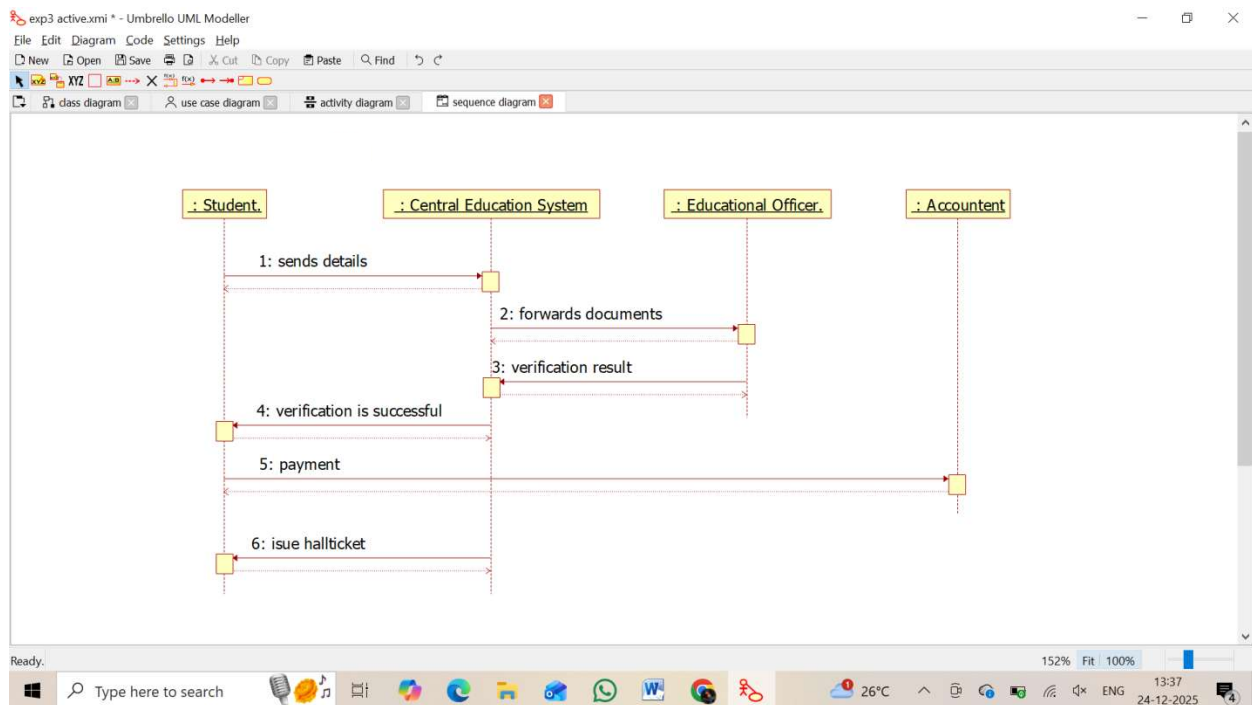 exp3 active.xmi * - Umbrello UML Modeller
File Edit Diagram Code Settings Help
New Open Save Cut Copy Paste Find
XYZ XYZ A:B f(x) f(x)
class diagram use case diagram activity diagram sequence diagram
: Student. : Central Education System : Educational Officer. : Accountent
1: sends details
2: forwards documents
3: verification result
4: verification is successful
5: payment
6: isue hallticket
Ready. 152% Fit 100%
Type here to search 26°C ENG 13:37
24-12-2025 4